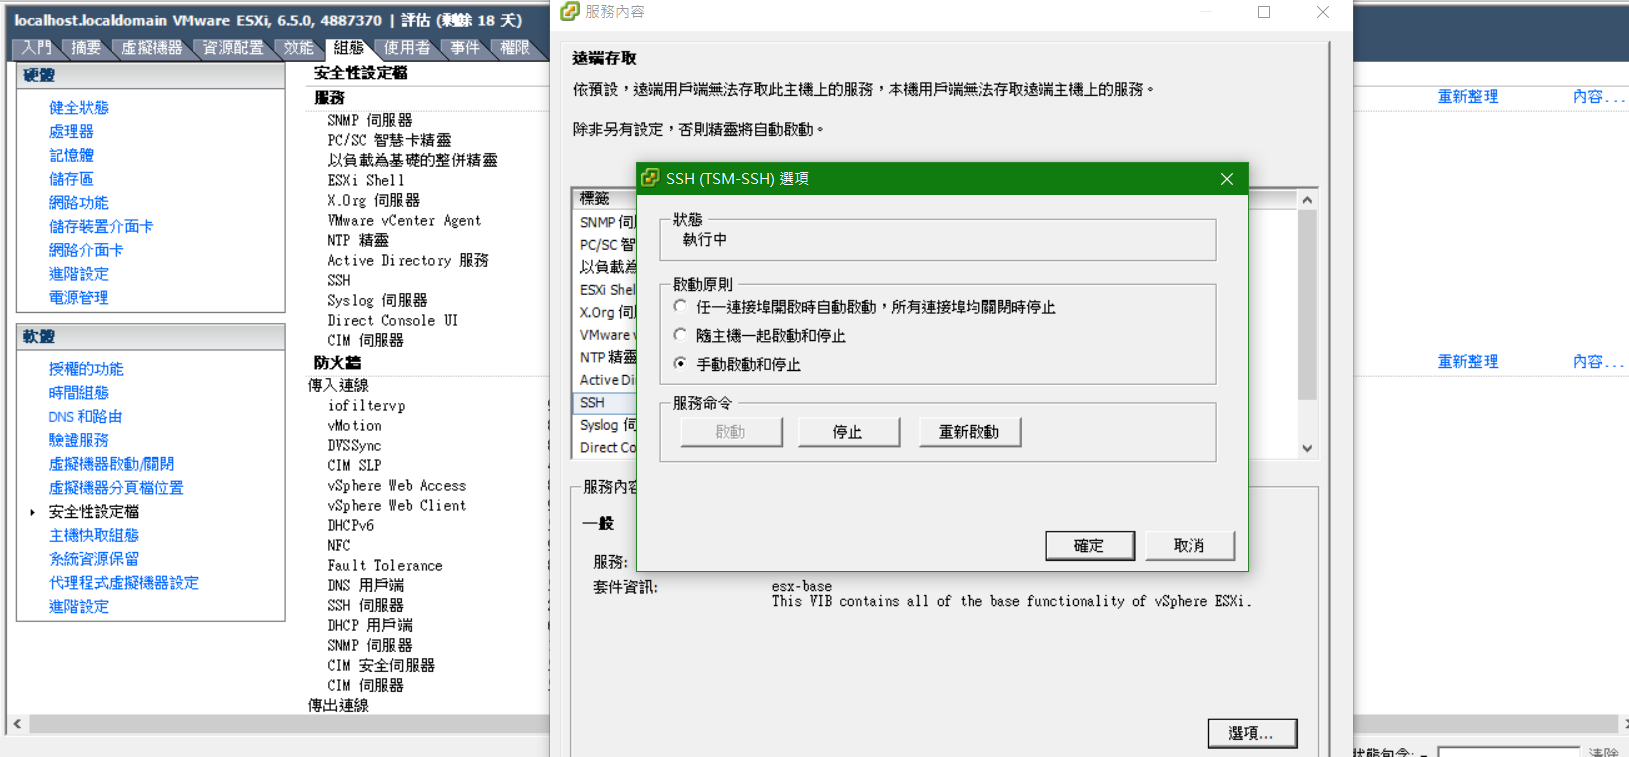 localhost.localdomain VMware ESXi, 6.5.0, 4887370 | 評估 (剩餘 18 天)
入門 摘要 虛擬機器 資源配置 效能 組態 使用者 事件 權限
硬體
健全狀態
處理器
記憶體
儲存區
網路功能
儲存裝置介面卡
網路介面卡
進階設定
電源管理
軟體
授權的功能
時間組態
DNS 和路由
驗證服務
虛擬機器啟動/關閉
虛擬機器分頁檔位置
安全性設定檔
主機快取組態
系統資源保留
代理程式虛擬機器設定
進階設定
安全性設定檔
服務
重新整理 內容...
SNMP 伺服器
PC/SC 智慧卡精靈
以負載為基礎的整併精靈
ESXi Shell
X.Org 伺服器
VMware vCenter Agent
NTP 精靈
Active Directory 服務
SSH
Syslog 伺服器
Direct Console UI
CIM 伺服器
防火牆
重新整理 內容...
傳入連線
iofiltervp
vMotion
DVSSync
CIM SLP
vSphere Web Access
vSphere Web Client
DHCPv6
NFC
Fault Tolerance
DNS 用戶端
SSH 伺服器
DHCP 用戶端
SNMP 伺服器
CIM 安全伺服器
CIM 伺服器
傳出連線
服務內容
遠端存取
依預設，遠端用戶端無法存取此主機上的服務，本機用戶端無法存取遠端主機上的服務。
除非另有設定，否則精靈將自動啟動。
標籤
SNMP 伺
PC/SC 智
以負載為
ESXi Shel
X.Org 伺
VMware
NTP 精靈
Active Di
SSH
Syslog 伺
Direct Co
服務內容
一般
服務:
套件資訊: esx-base
This VIB contains all of the base functionality of vSphere ESXi.
選項...
SSH (TSM-SSH) 選項
狀態
執行中
啟動原則
任一連接埠開啟時自動啟動，所有連接埠均關閉時停止
隨主機一起啟動和停止
手動啟動和停止
服務命令
啟動 停止 重新啟動
確定 取消
狀態包含: 清除